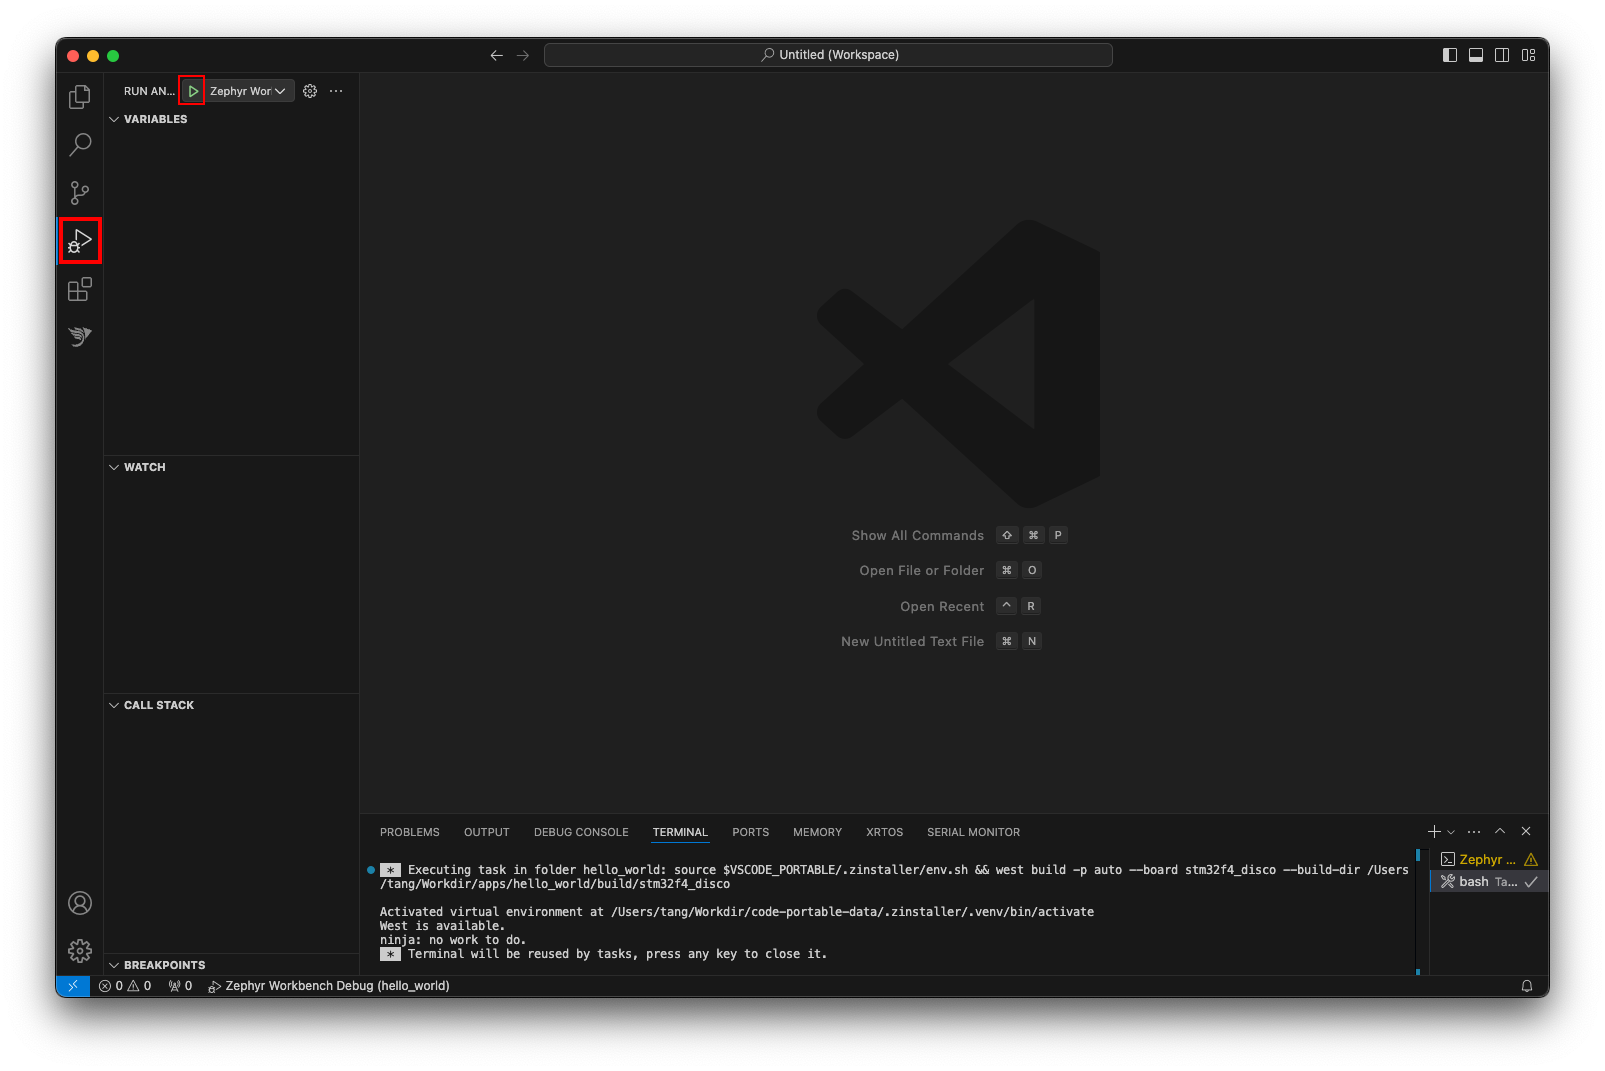 Untitled (Workspace)
RUN AN...
Zephyr Wor
VARIABLES
WATCH
CALL STACK
BREAKPOINTS
Show All Commands ⇧ ⌘ P
Open File or Folder ⌘ O
Open Recent ^ R
New Untitled Text File ⌘ N
PROBLEMS OUTPUT DEBUG CONSOLE TERMINAL PORTS MEMORY XRTOS SERIAL MONITOR
* Executing task in folder hello_world: source $VSCODE_PORTABLE/.zinstaller/env.sh && west build -p auto --board stm32f4_disco --build-dir /Users
/tang/Workdir/apps/hello_world/build/stm32f4_disco
Activated virtual environment at /Users/tang/Workdir/code-portable-data/.zinstaller/.venv/bin/activate
West is available.
ninja: no work to do.
* Terminal will be reused by tasks, press any key to close it.
Zephyr ...
bash Ta...
0 0 0 Zephyr Workbench Debug (hello_world)